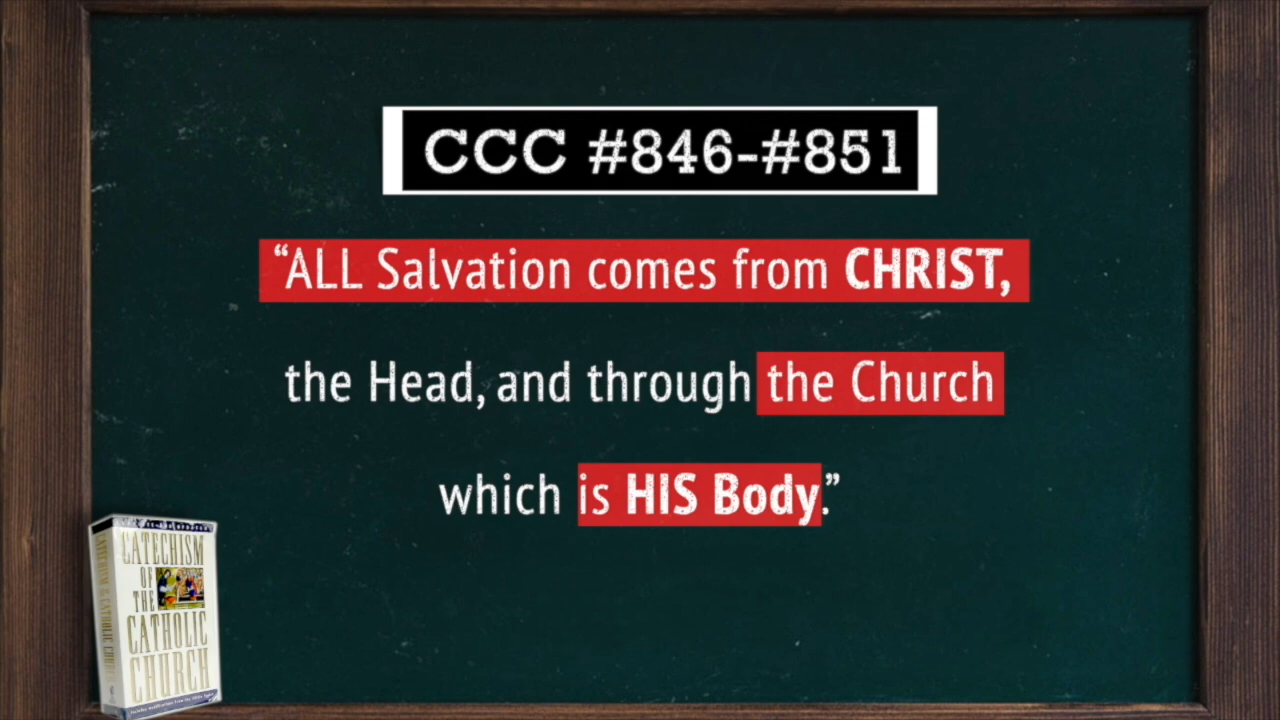 CCC #846-#851
“ALL Salvation comes from CHRIST,
the Head, and through the Church
which is HIS Body.”
CATECHISM
OF
THE
CATHOLIC
CHURCH